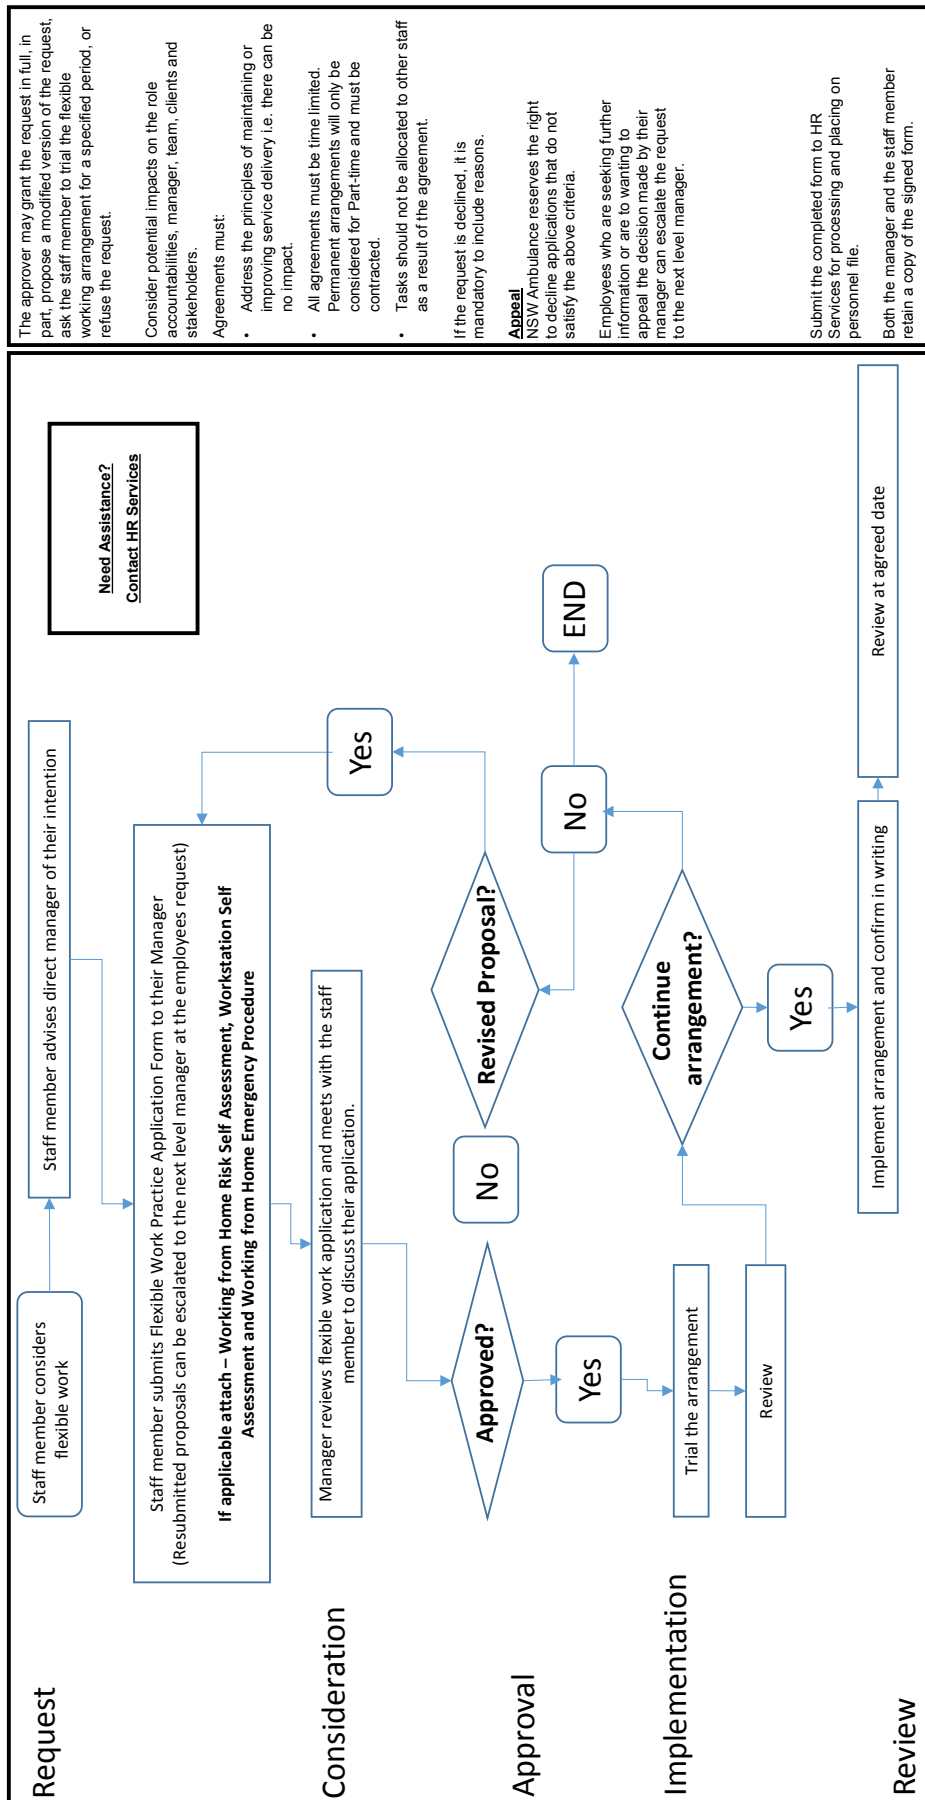 Request
Staff member considers
flexible work
Staff member advises direct manager of their intention
Need Assistance?
Contact HR Services
Staff member submits Flexible Work Practice Application Form to their Manager
(Resubmitted proposals can be escalated to the next level manager at the employees request)
If applicable attach – Working from Home Risk Self Assessment, Workstation Self
Assessment and Working from Home Emergency Procedure
Consideration
Manager reviews flexible work application and meets with the staff
member to discuss their application.
Yes
Approval
Approved?
No
Revised Proposal?
Yes
No
END
Implementation
Trial the arrangement
Review
Continue
arrangement?
Yes
Review
Implement arrangement and confirm in writing
Review at agreed date
The approver may grant the request in full, in
part, propose a modified version of the request,
ask the staff member to trial the flexible
working arrangement for a specified period, or
refuse the request.
Consider potential impacts on the role
accountabilities, manager, team, clients and
stakeholders.
Agreements must:
• Address the principles of maintaining or
improving service delivery i.e. there can be
no impact.
• All agreements must be time limited.
Permanent arrangements will only be
considered for Part-time and must be
contracted.
• Tasks should not be allocated to other staff
as a result of the agreement.
If the request is declined, it is
mandatory to include reasons.
Appeal
NSW Ambulance reserves the right
to decline applications that do not
satisfy the above criteria.
Employees who are seeking further
information or are to wanting to
appeal the decision made by their
manager can escalate the request
to the next level manager.
Submit the completed form to HR
Services for processing and placing on
personnel file.
Both the manager and the staff member
retain a copy of the signed form.